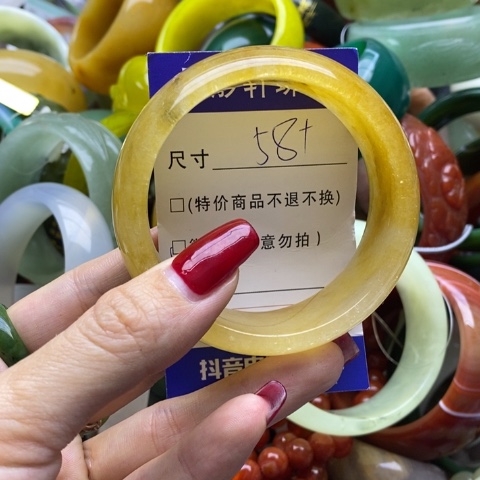 尺寸 58+
□(特价商品不退不换)
意勿拍)
抖音